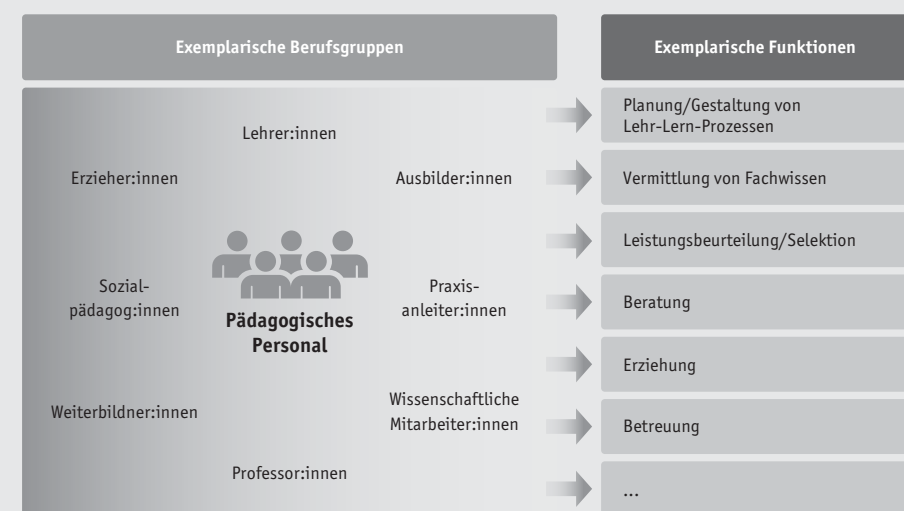 Exemplarische Berufsgruppen
Exemplarische Funktionen
Lehrer:innen
Erzieher:innen
Ausbilder:innen
Sozial-
pädagog:innen
Praxis-
anleiter:innen
Pädagogisches
Personal
Weiterbildner:innen
Wissenschaftliche
Mitarbeiter:innen
Professor:innen
Planung/Gestaltung von
Lehr-Lern-Prozessen
Vermittlung von Fachwissen
Leistungsbeurteilung/Selektion
Beratung
Erziehung
Betreuung
...